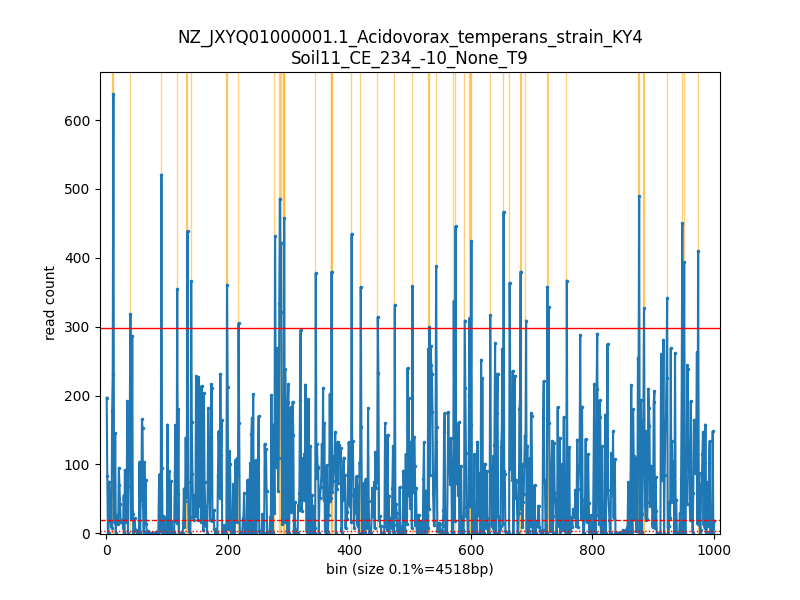 NZ_JXYQ01000001.1_Acidovorax_temperans_strain_KY4
Soil11_CE_234_-10_None_T9
600
500
400
300
200
100
0
read count
0 200 400 600 800 1000
bin (size 0.1%=4518bp)